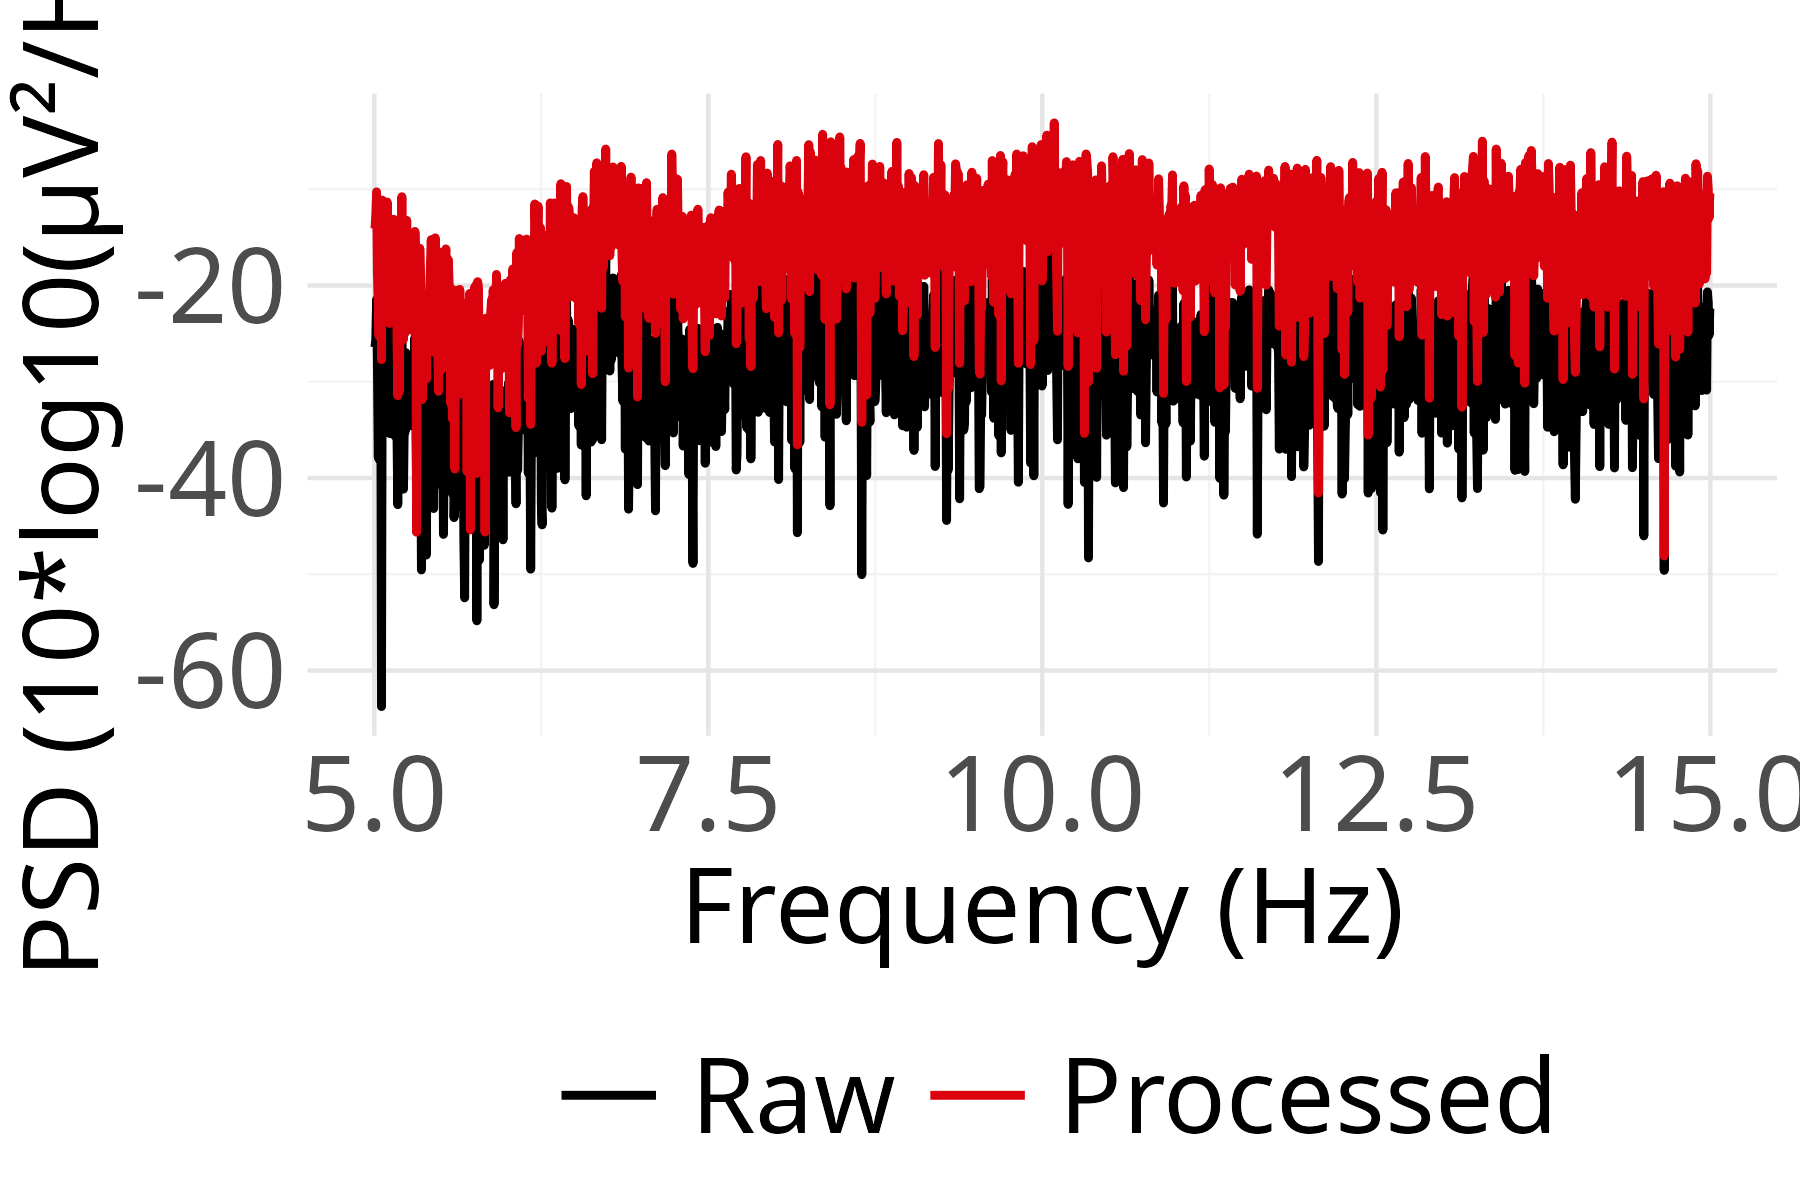 PSD (10*log10(µV²/H
-20
-40
-60
5.0 7.5 10.0 12.5 15.0
Frequency (Hz)
Raw Processed